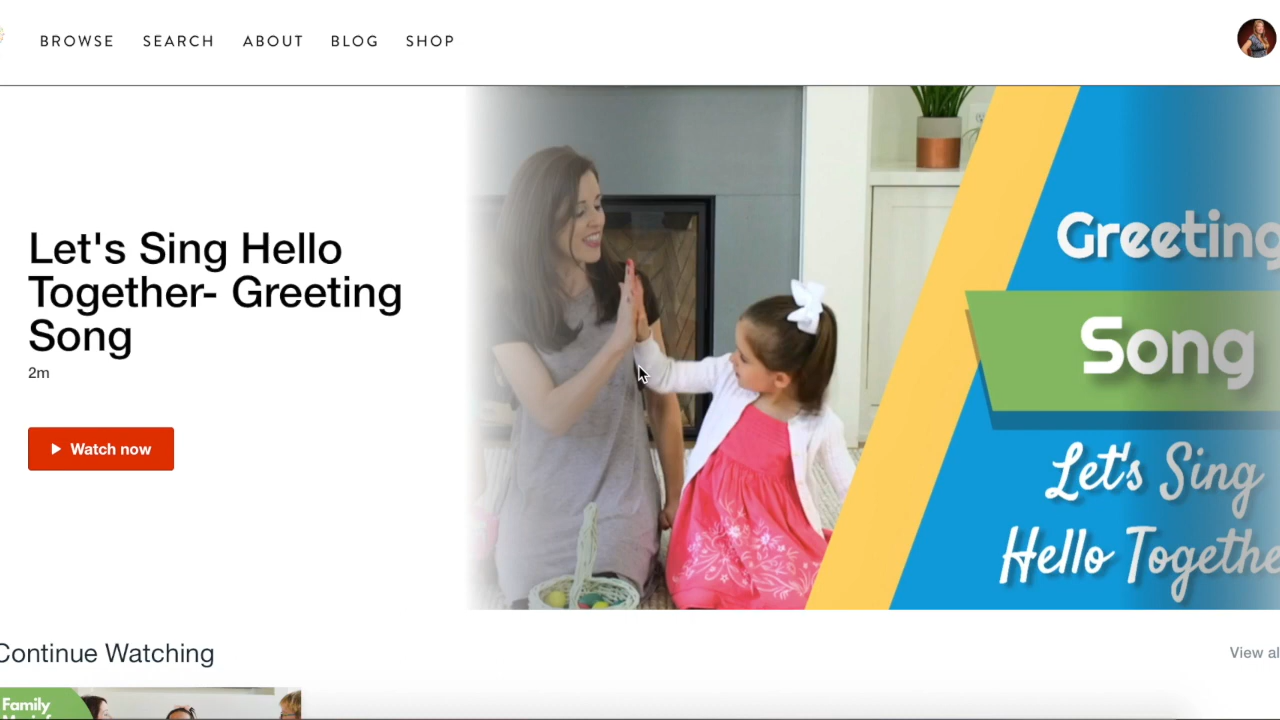 BROWSE SEARCH ABOUT BLOG SHOP
Let's Sing Hello
Together- Greeting
Song
2m
Watch now
Greeting
Song
Let's Sing
Hello Togethe
Continue Watching
View al
Family